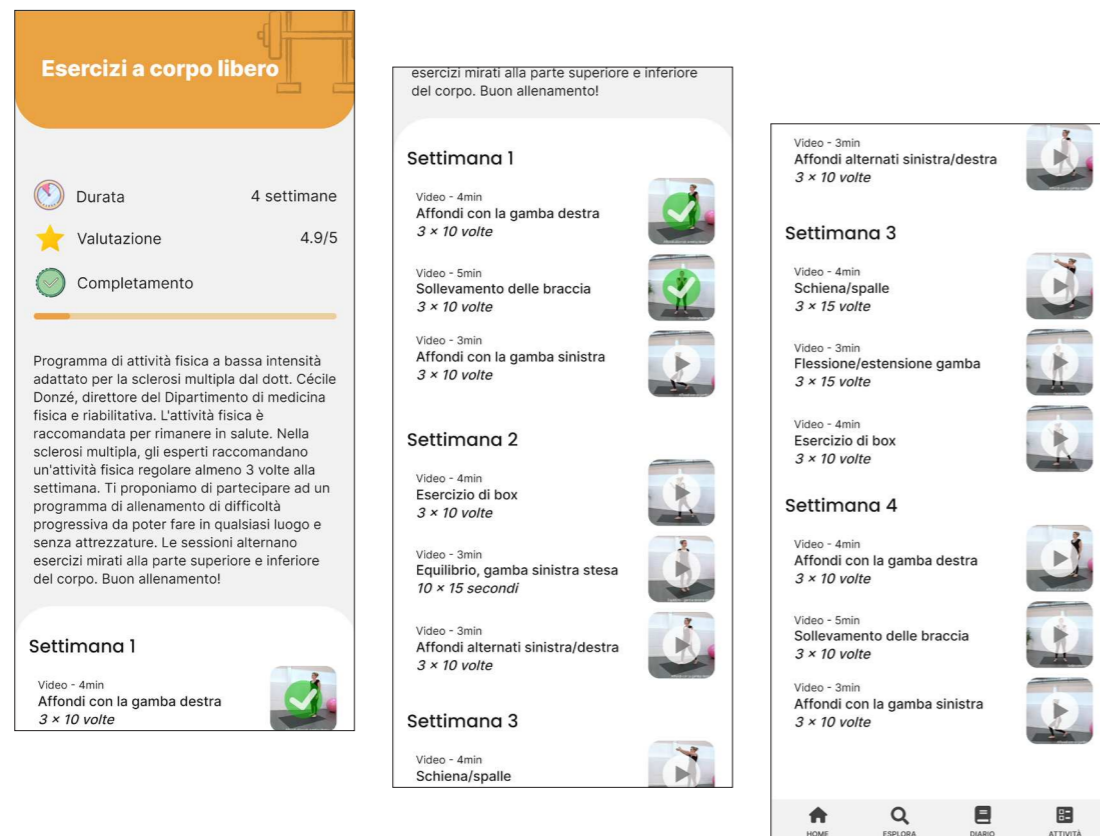 Esercizi a corpo libero
Durata
4 settimane
Valutazione
4.9/5
Completamento
Programma di attività fisica a bassa intensità
adattato per la sclerosi multipla dal dott. Cécile
Donzé, direttore del Dipartimento di medicina
fisica e riabilitativa. L'attività fisica è
raccomandata per rimanere in salute. Nella
sclerosi multipla, gli esperti raccomandano
un'attività fisica regolare almeno 3 volte alla
settimana. Ti proponiamo di partecipare ad un
programma di allenamento di difficoltà
progressiva da poter fare in qualsiasi luogo e
senza attrezzature. Le sessioni alternano
esercizi mirati alla parte superiore e inferiore
del corpo. Buon allenamento!
Settimana 1
Video - 4min
Affondi con la gamba destra
3 × 10 volte
esercizi mirati alla parte superiore e inferiore
del corpo. Buon allenamento!
Settimana 1
Video - 4min
Affondi con la gamba destra
3 × 10 volte
Video - 5min
Sollevamento delle braccia
3 × 10 volte
Video - 3min
Affondi con la gamba sinistra
3 × 10 volte
Settimana 2
Video - 4min
Esercizio di box
3 × 10 volte
Video - 3min
Equilibrio, gamba sinistra stesa
10 × 15 secondi
Video - 3min
Affondi alternati sinistra/destra
3 × 10 volte
Settimana 3
Video - 4min
Schiena/spalle
Video - 3min
Affondi alternati sinistra/destra
3 × 10 volte
Settimana 3
Video - 4min
Schiena/spalle
3 × 15 volte
Video - 3min
Flessione/estensione gamba
3 × 15 volte
Video - 4min
Esercizio di box
3 × 10 volte
Settimana 4
Video - 4min
Affondi con la gamba destra
3 × 10 volte
Video - 5min
Sollevamento delle braccia
3 × 10 volte
Video - 3min
Affondi con la gamba sinistra
3 × 10 volte
HOME
ESPLORA
DIARIO
ATTIVITÀ